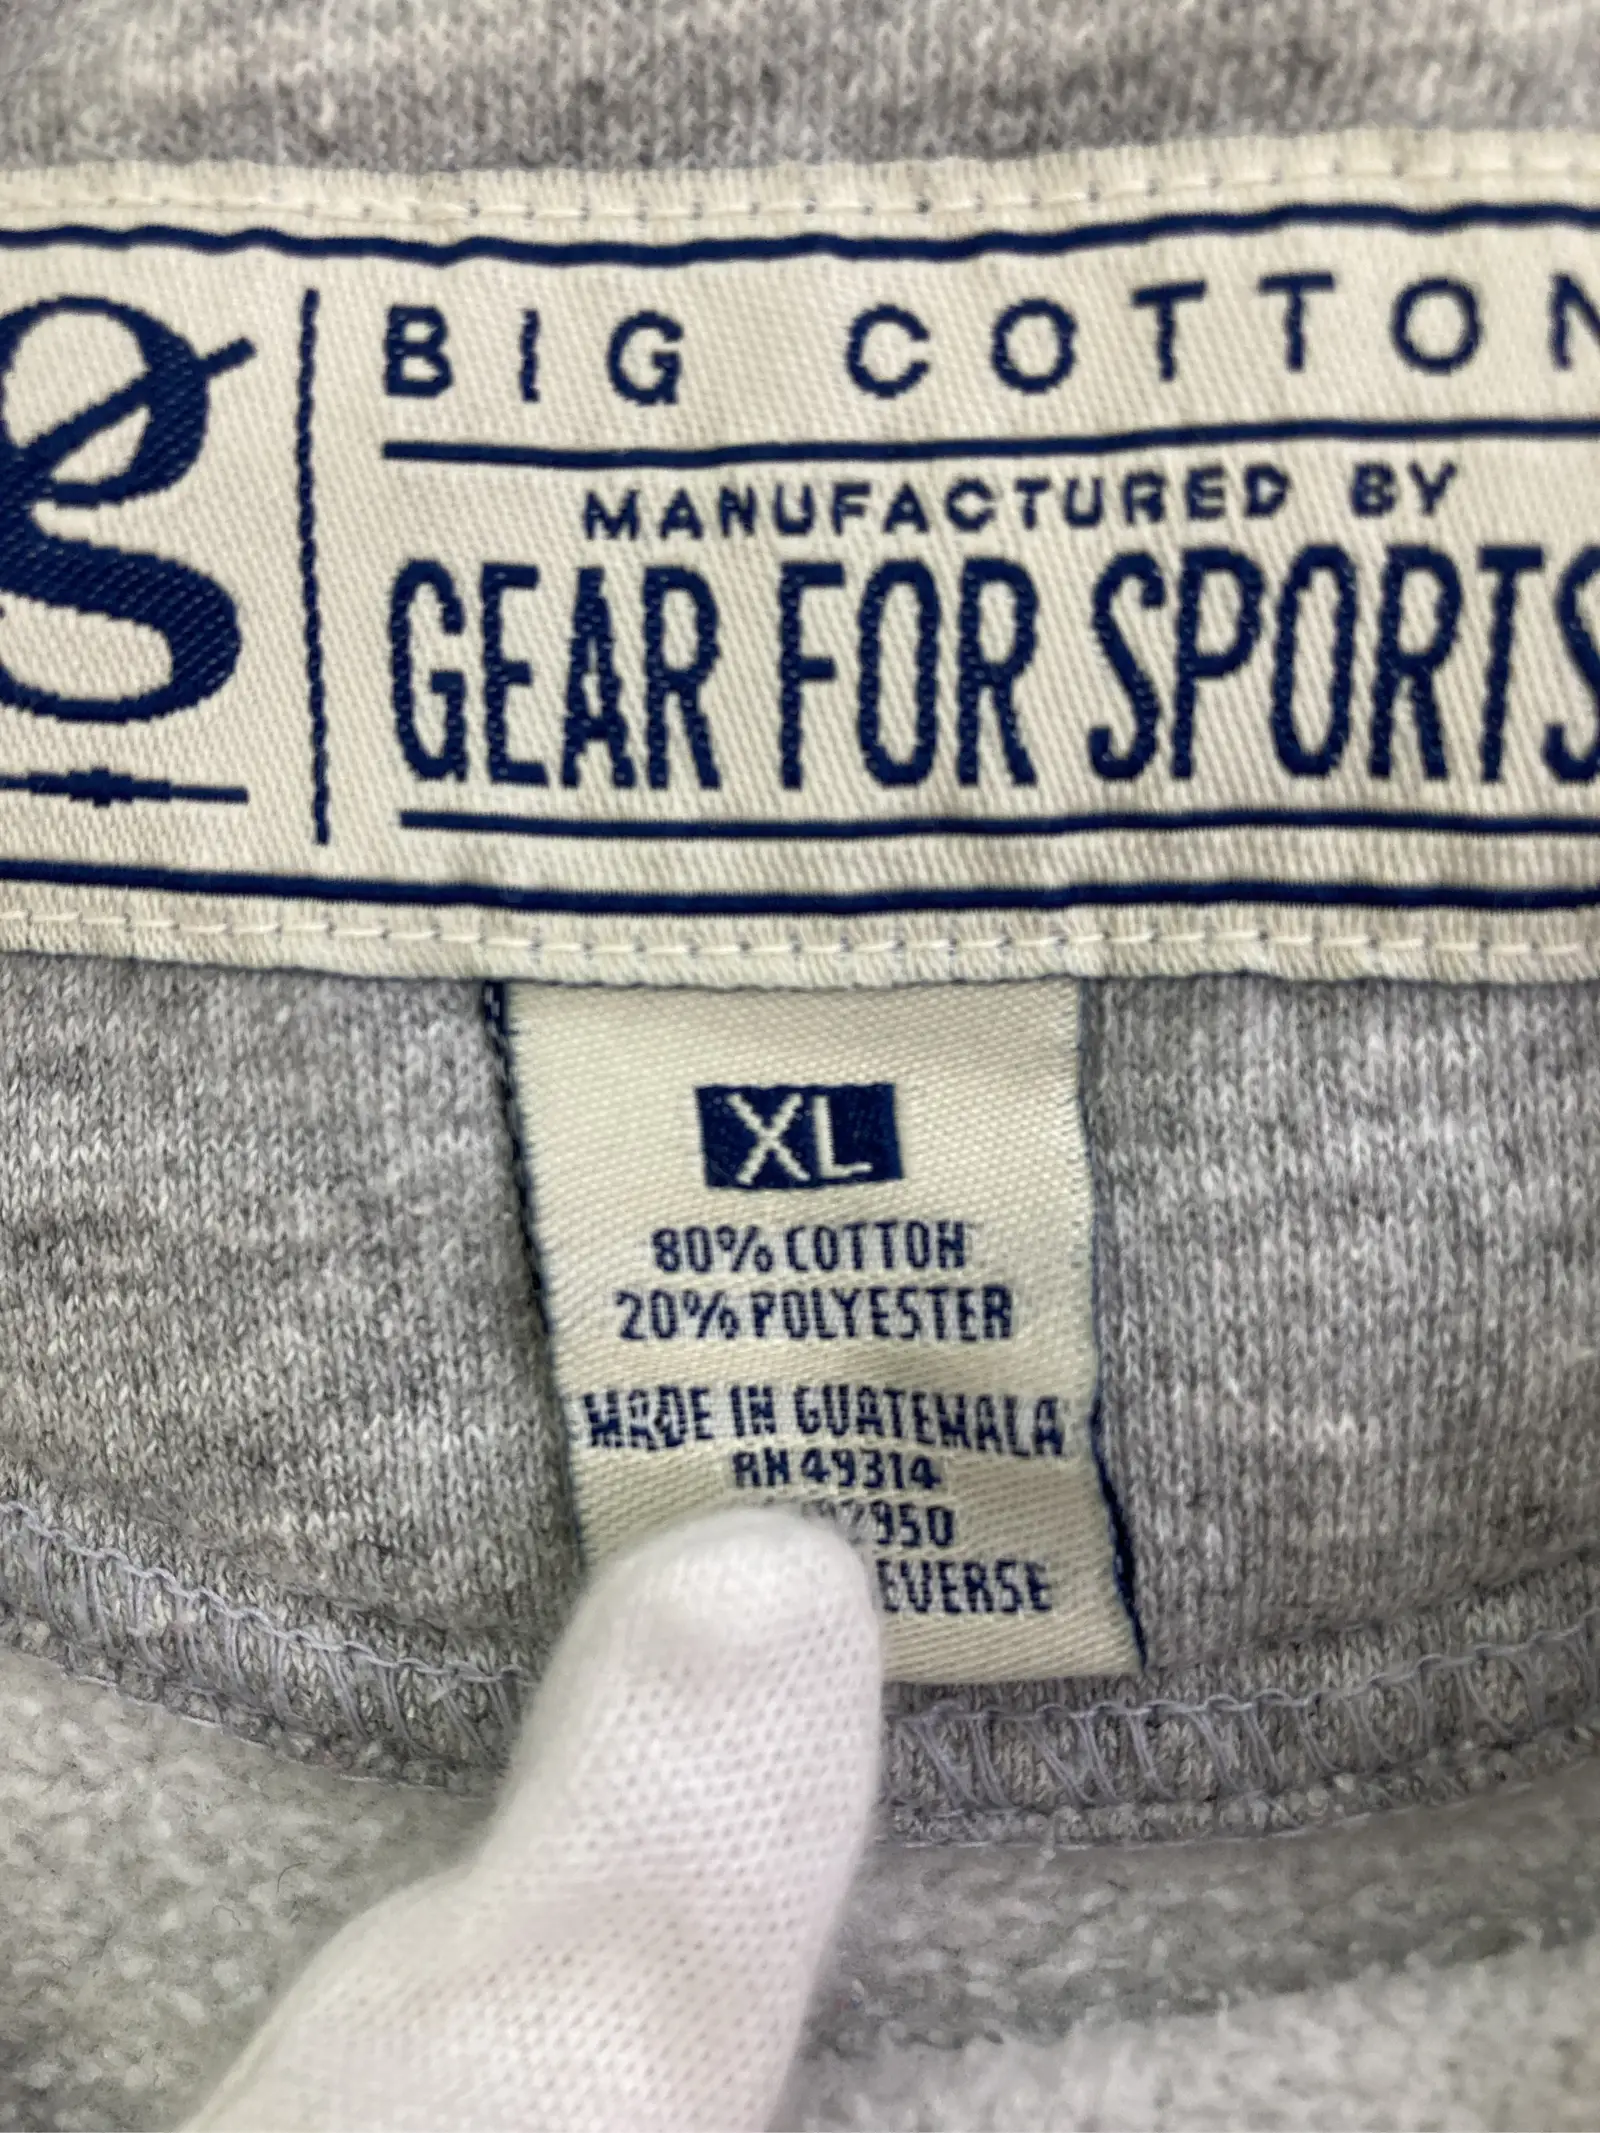 BIG COTTON
MANUFACTURED BY
GEAR FOR SPORTS
XL
80% COTTON
20% POLYESTER
MADE IN GUATEMALA
RN 49314